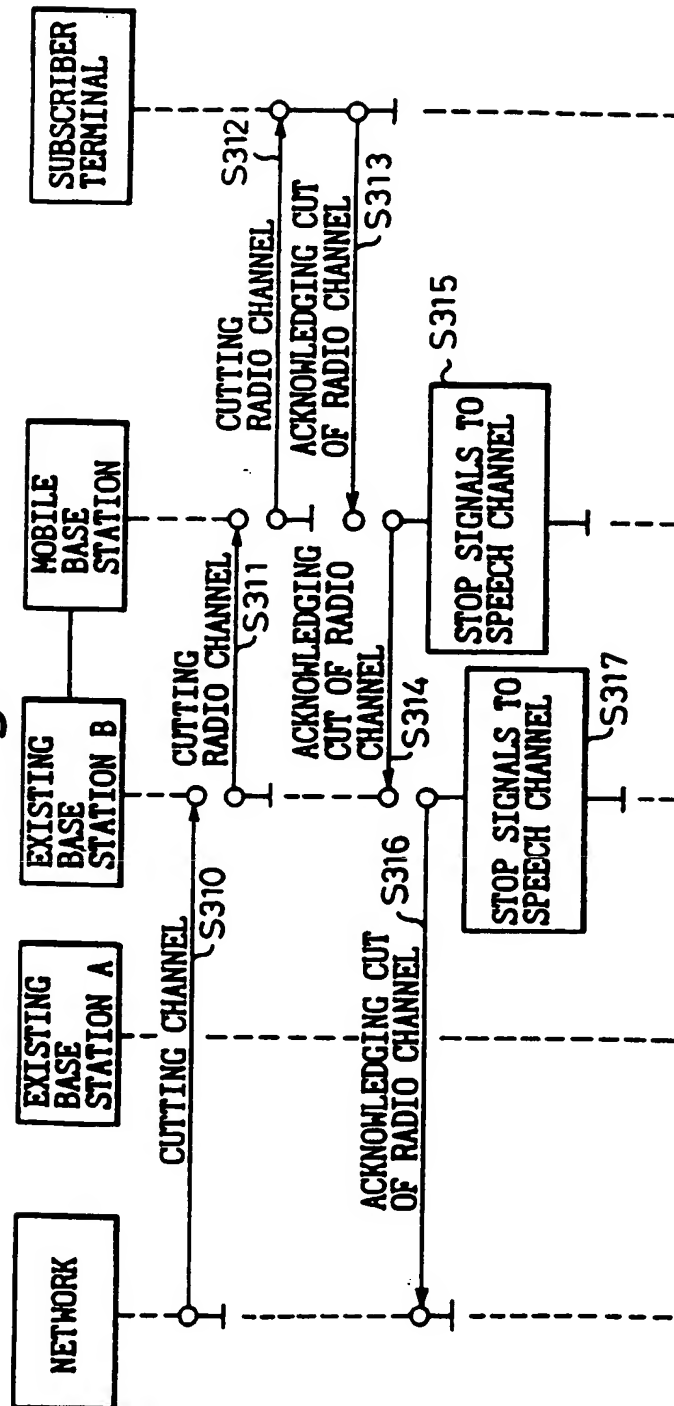 NETWORK
EXISTING
BASE
STATION A
EXISTING
BASE
STATION B
MOBILE
BASE
STATION
SUBSCRIBER
TERMINAL
CUTTING CHANNEL
S310
CUTTING
RADIO CHANNEL
S311
CUTTING
RADIO CHANNEL
S312
ACKNOWLEDGING CUT
OF RADIO CHANNEL
S313
ACKNOWLEDGING
CUT OF RADIO
CHANNEL
S314
STOP SIGNALS TO
SPEECH CHANNEL
S315
ACKNOWLEDGING CUT
OF RADIO CHANNEL
S316
STOP SIGNALS TO
SPEECH CHANNEL
S317